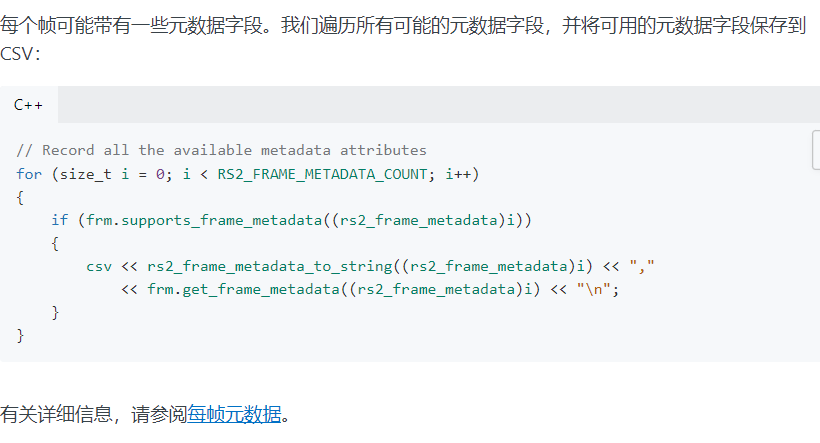 每个帧可能带有一些元数据字段。我们遍历所有可能的元数据字段，并将可用的元数据字段保存到
CSV：
C++
// Record all the available metadata attributes
for (size_t i = 0; i < RS2_FRAME_METADATA_COUNT; i++)
{
    if (frm.supports_frame_metadata((rs2_frame_metadata)i))
    {
        csv << rs2_frame_metadata_to_string((rs2_frame_metadata)i) << ","
            << frm.get_frame_metadata((rs2_frame_metadata)i) << "\n";
    }
}
有关详细信息，请参阅每帧元数据。